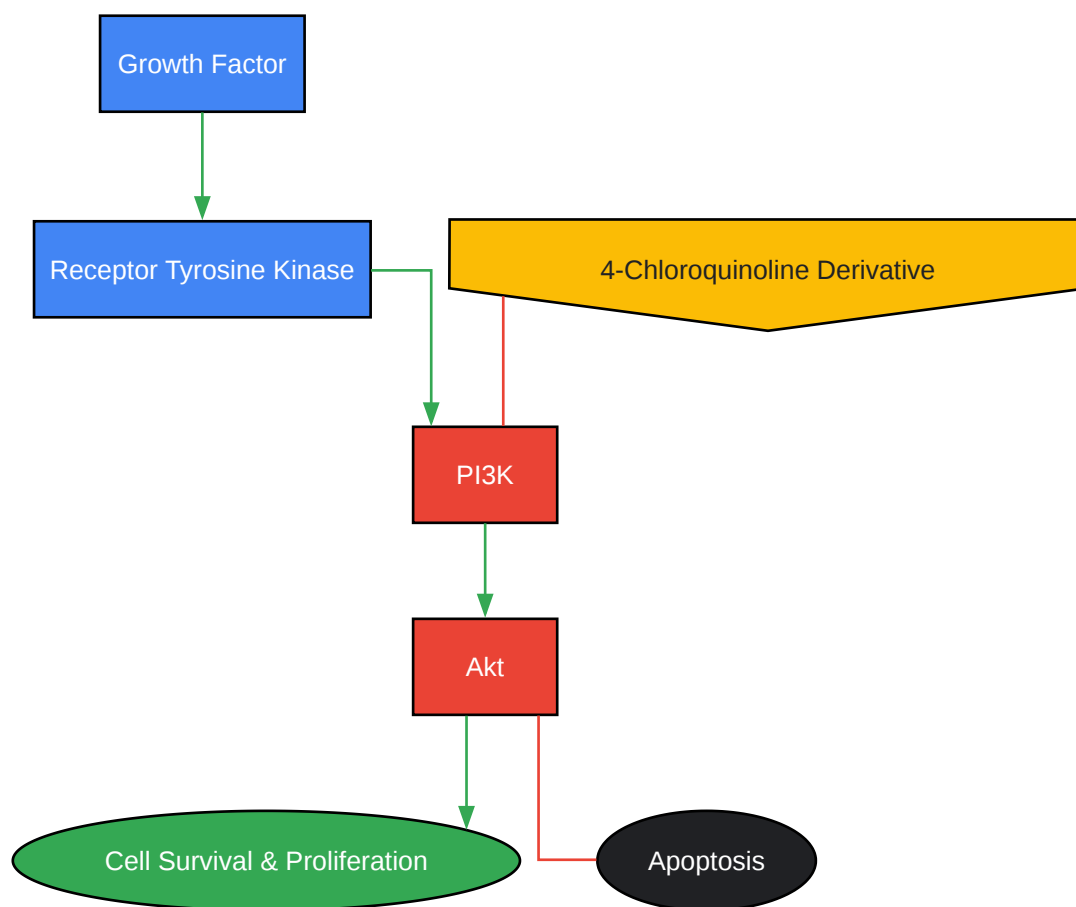 Growth Factor
Receptor Tyrosine Kinase
4-Chloroquinoline Derivative
PI3K
Akt
Cell Survival & Proliferation
Apoptosis